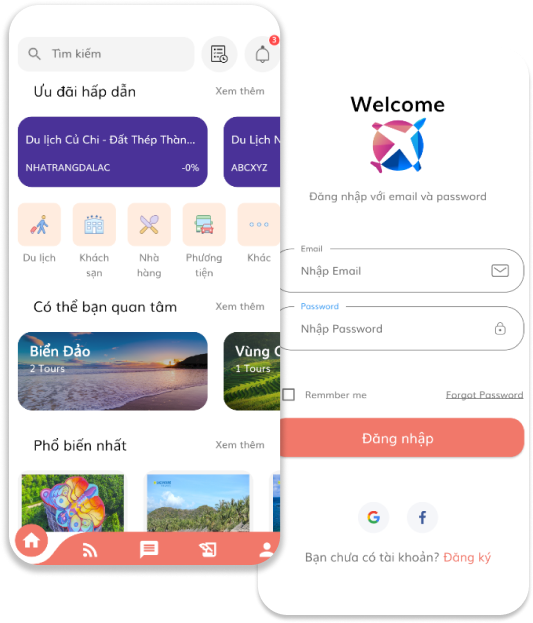 Tìm kiếm
3
Ưu đãi hấp dẫn
Xem thêm
Du lịch Củ Chi - Đất Thép Thàn...
NHATRANGDALAC
-0%
Du Lịch N
ABCXYZ
Du lịch
Khách
sạn
Nhà
hàng
Phương
tiện
Khác
Có thể bạn quan tâm
Xem thêm
Biển Đảo
2 Tours
Vùng C
1 Tours
Phổ biến nhất
Xem thêm
Welcome
Đăng nhập với email và password
Email
Nhập Email
Password
Nhập Password
Remmber me
Forgot Password
Đăng nhập
Bạn chưa có tài khoản? Đăng ký